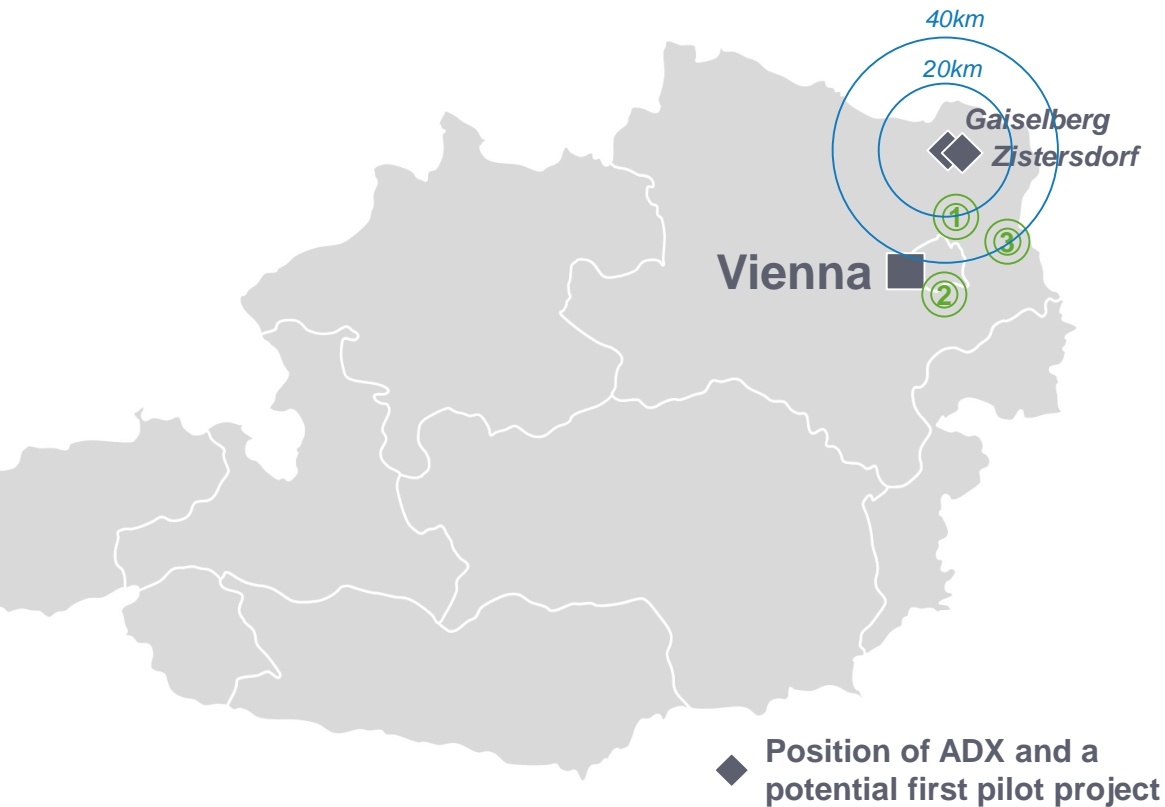 40km
20km
Gaiselberg
Zistersdorf
①
③
Vienna
②
Position of ADX and a
potential first pilot project